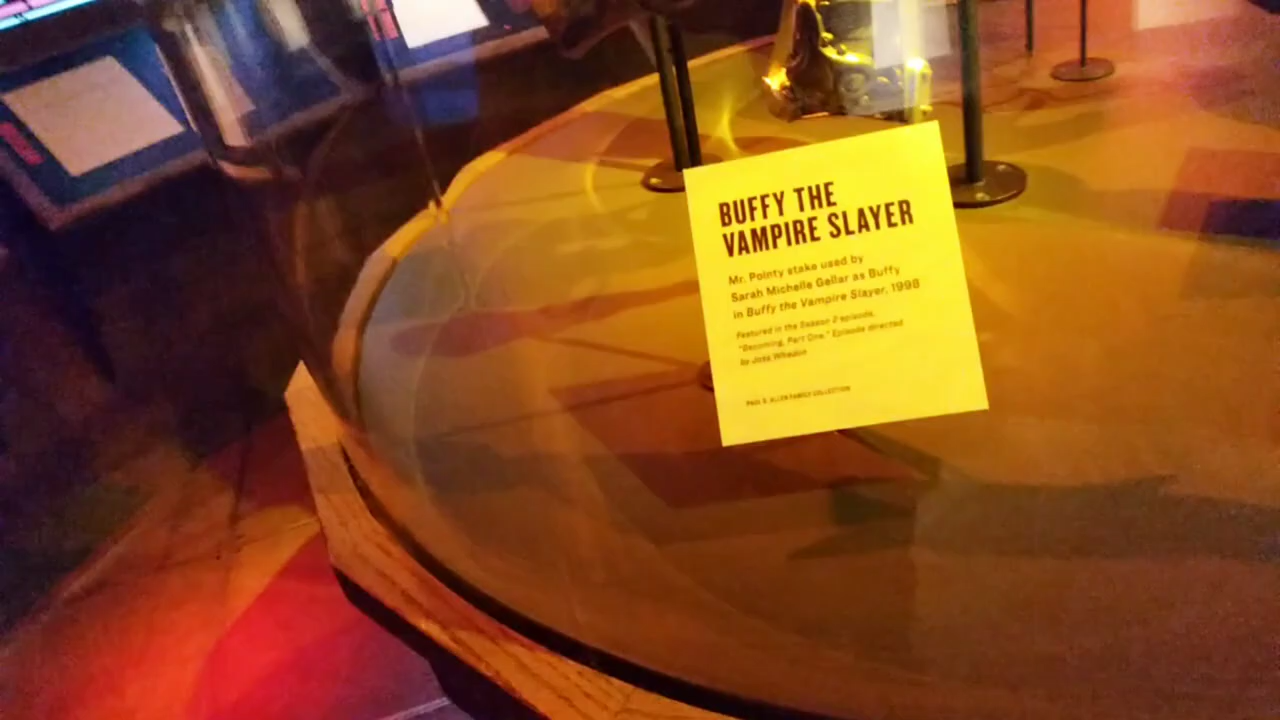 BUFFY THE
VAMPIRE SLAYER
Mr. Pointy stake used by
Sarah Michelle Gellar as Buffy
in Buffy the Vampire Slayer, 1998
Featured in the Season 2 episode,
"Becoming, Part One." Episode directed
by Joss Whedon
PAUL G. ALLEN FAMILY COLLECTION